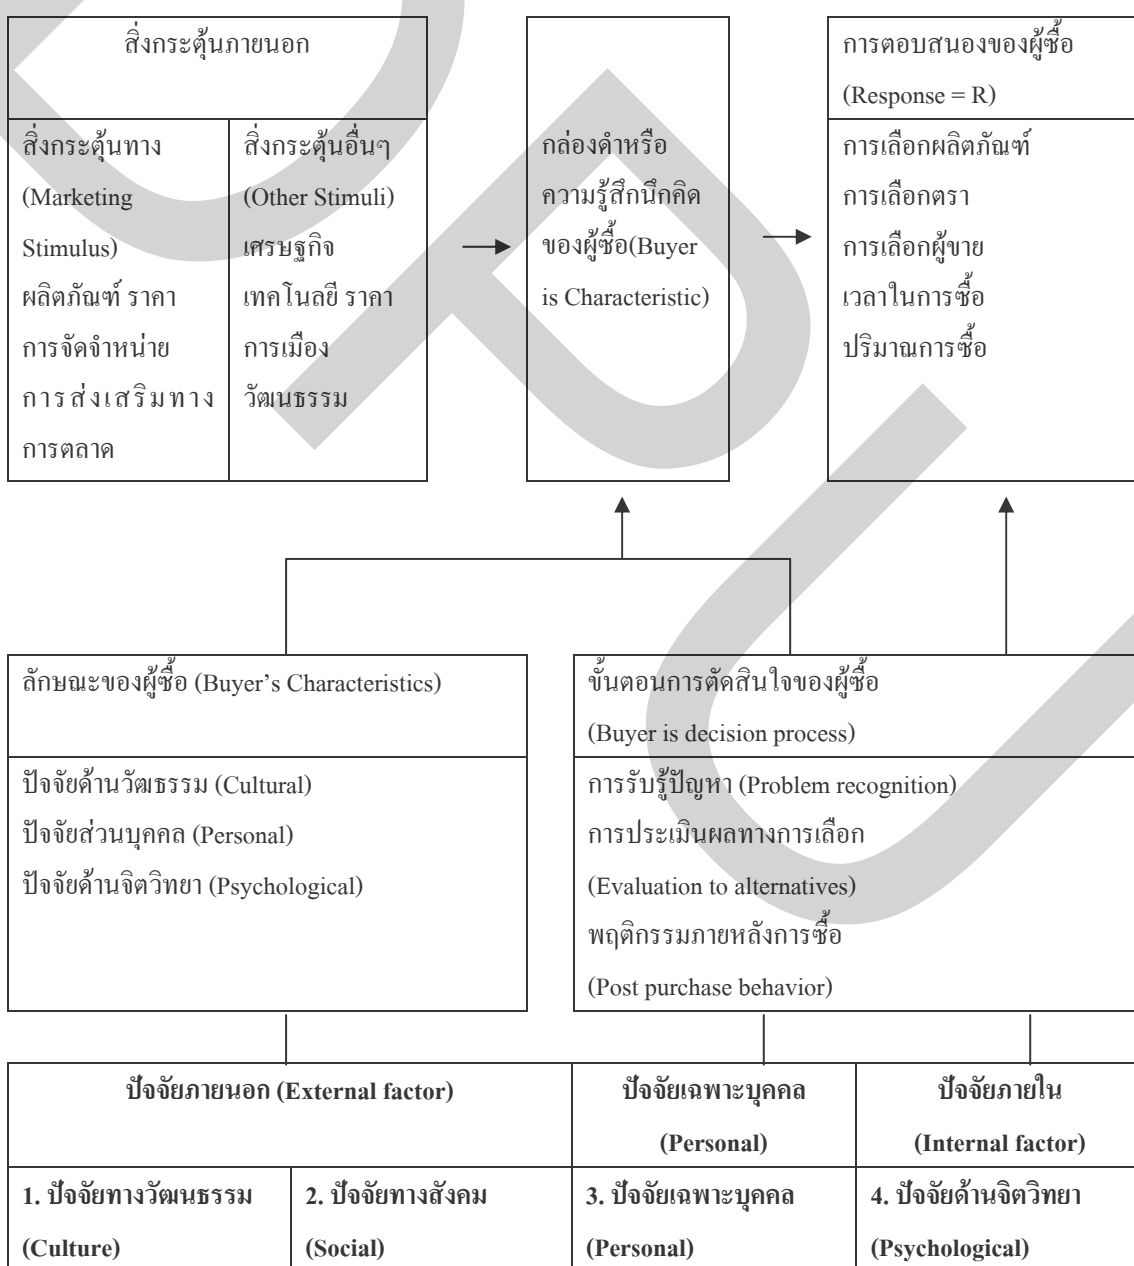 สิ่งกระตุ้นภายนอก
สิ่งกระตุ้นทาง
(Marketing
Stimulus)
ผลิตภัณฑ์ ราคา
การจัดจำหน่าย
การส่งเสริมทาง
การตลาด
สิ่งกระตุ้นอื่นๆ
(Other Stimuli)
เศรษฐกิจ
เทคโนลยี ราคา
การเมือง
วัฒนธรรม
กล่องดำหรือ
ความรู้สึกนึกคิด
ของผู้ซื้อ(Buyer
is Characteristic)
การตอบสนองของผู้ซื้อ
(Response = R)
การเลือกผลิตภัณฑ์
การเลือกตรา
การเลือกผู้ขาย
เวลาในการซื้อ
ปริมาณการซื้อ
ลักษณะของผู้ซื้อ (Buyer’s Characteristics)
ปัจจัยด้านวัฒธรรม (Cultural)
ปัจจัยส่วนบุคคล (Personal)
ปัจจัยด้านจิตวิทยา (Psychological)
ขั้นตอนการตัดสินใจของผู้ซื้อ
(Buyer is decision process)
การรับรู้ปัญหา (Problem recognition)
การประเมินผลทางการเลือก
(Evaluation to alternatives)
พฤติกรรมภายหลังการซื้อ
(Post purchase behavior)
ปัจจัยภายนอก (External factor)
ปัจจัยเฉพาะบุคคล
(Personal)
ปัจจัยภายใน
(Internal factor)
1. ปัจจัยทางวัฒนธรรม
(Culture)
2. ปัจจัยทางสังคม
(Social)
3. ปัจจัยเฉพาะบุคคล
(Personal)
4. ปัจจัยด้านจิตวิทยา
(Psychological)
DPU